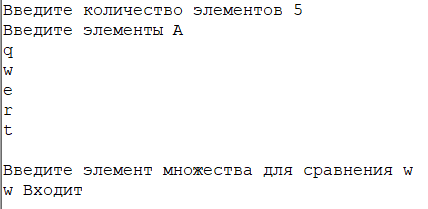 Введите количество элементов 5
Введите элементы A
q
w
e
r
t
Введите элемент множества для сравнения w
w Входит